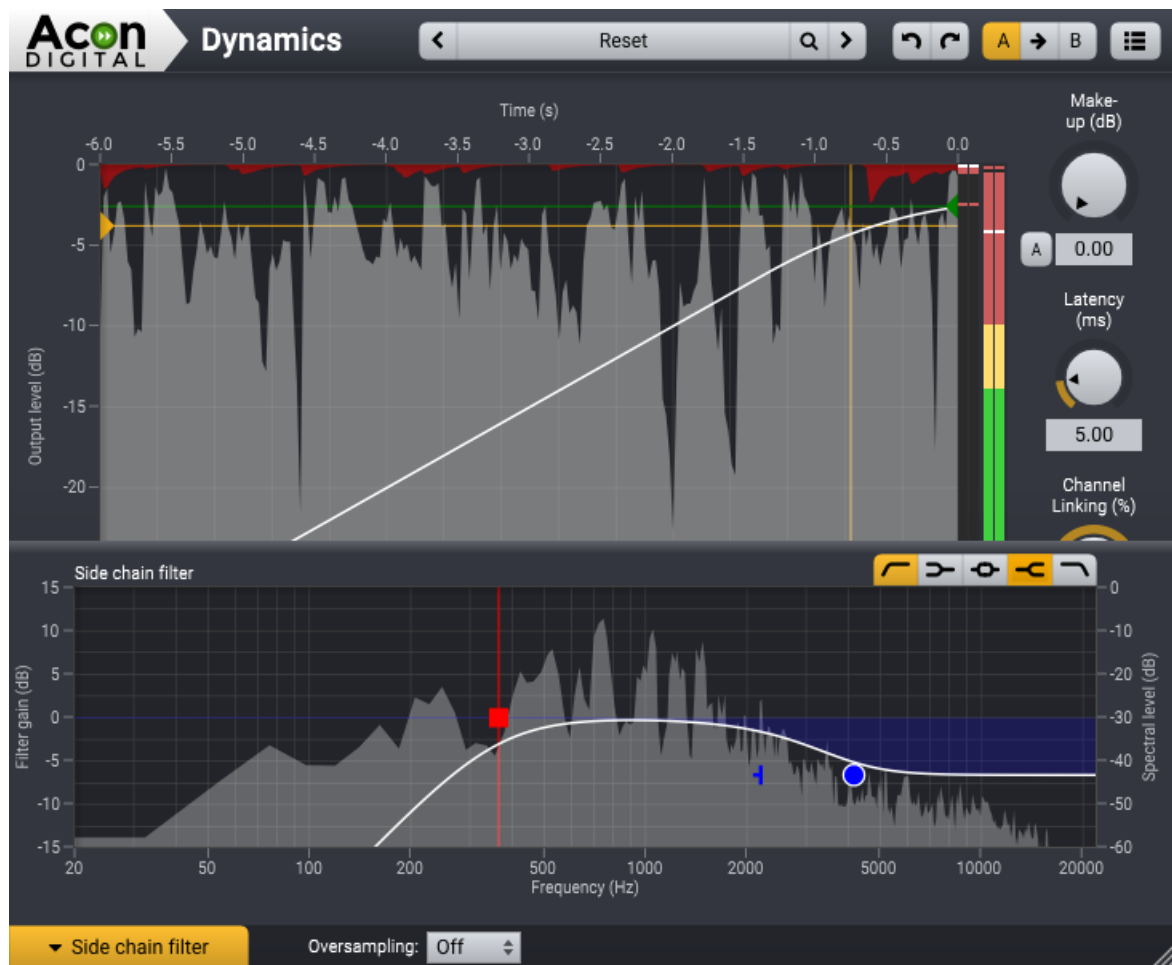 Acon
DIGITAL
Dynamics
Reset
A
B
Time (s)
-6.0 -5.5 -5.0 -4.5 -4.0 -3.5 -3.0 -2.5 -2.0 -1.5 -1.0 -0.5 0.0
Output level (dB)
0
-5
-10
-15
-20
Make-
up (dB)
A
0.00
Latency
(ms)
5.00
Channel
Linking (%)
Side chain filter
Filter gain (dB)
15
10
5
0
-5
-10
-15
0
-10
-20
-30
-40
-50
-60
Spectral level (dB)
20 50 100 200 500 1000 2000 5000 10000 20000
Frequency (Hz)
Side chain filter
Oversampling: Off